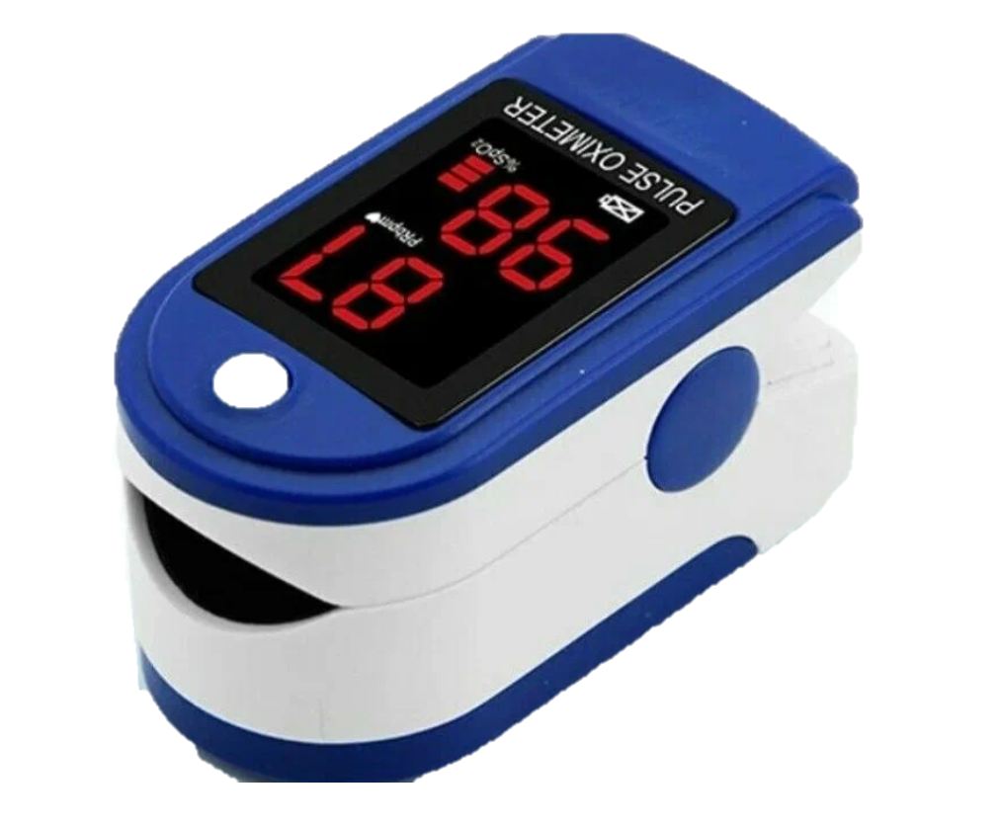 87
PRbpm
98
%SpO₂
PULSE OXIMETER